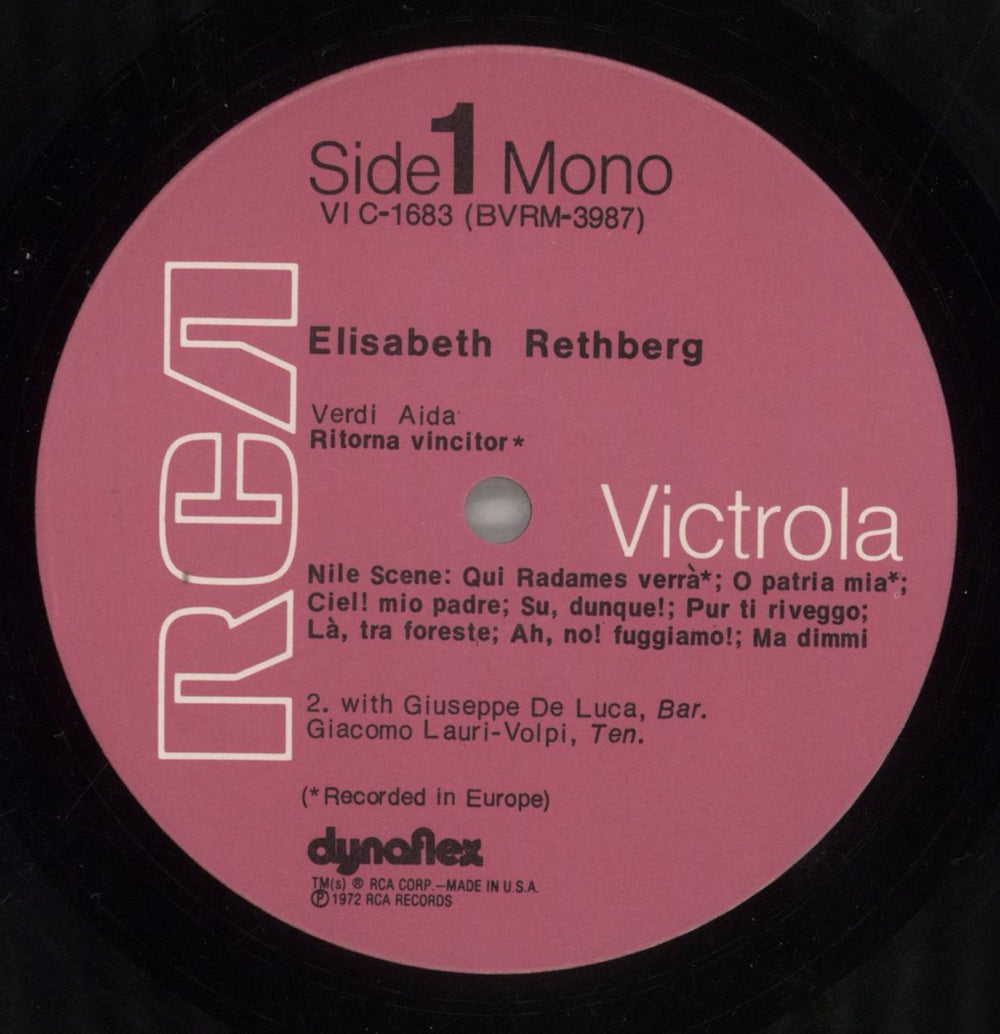 Side 1 Mono
VIC-1683 (BVRM-3987)
RCA
Elisabeth Rethberg
Verdi Aida
Ritorna vincitor*
Victrola
Nile Scene: Qui Radames verrà*; O patria mia*;
Ciel! mio padre; Su, dunque!; Pur ti riveggo;
Là, tra foreste; Ah, no! fuggiamo!; Ma dimmi
2. with Giuseppe De Luca, Bar.
Giacomo Lauri-Volpi, Ten.
(*Recorded in Europe)
dynaflex
TM(s) ® RCA CORP.—MADE IN U.S.A.
℗ 1972 RCA RECORDS